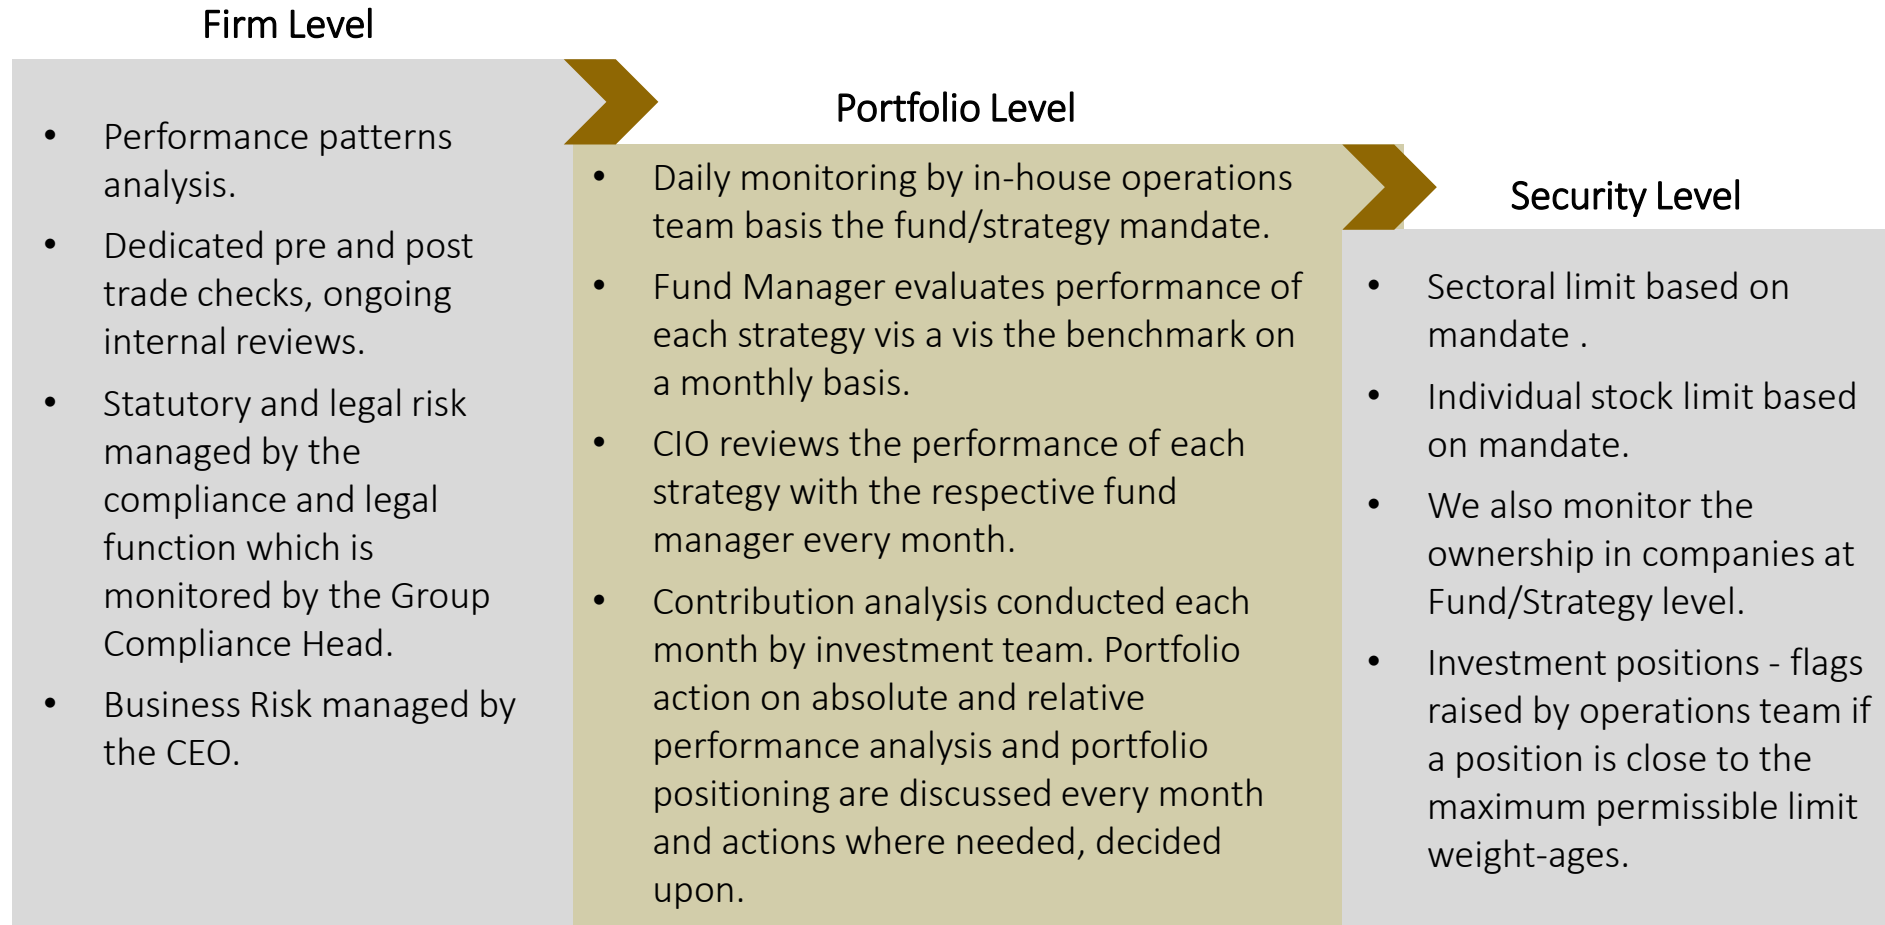 Firm Level
• Performance patterns
analysis.
• Dedicated pre and post
trade checks, ongoing
internal reviews.
• Statutory and legal risk
managed by the
compliance and legal
function which is
monitored by the Group
Compliance Head.
• Business Risk managed by
the CEO.
Portfolio Level
• Daily monitoring by in-house operations
team basis the fund/strategy mandate.
• Fund Manager evaluates performance of
each strategy vis a vis the benchmark on
a monthly basis.
• CIO reviews the performance of each
strategy with the respective fund
manager every month.
• Contribution analysis conducted each
month by investment team. Portfolio
action on absolute and relative
performance analysis and portfolio
positioning are discussed every month
and actions where needed, decided
upon.
Security Level
• Sectoral limit based on
mandate .
• Individual stock limit based
on mandate.
• We also monitor the
ownership in companies at
Fund/Strategy level.
• Investment positions - flags
raised by operations team if
a position is close to the
maximum permissible limit
weight-ages.